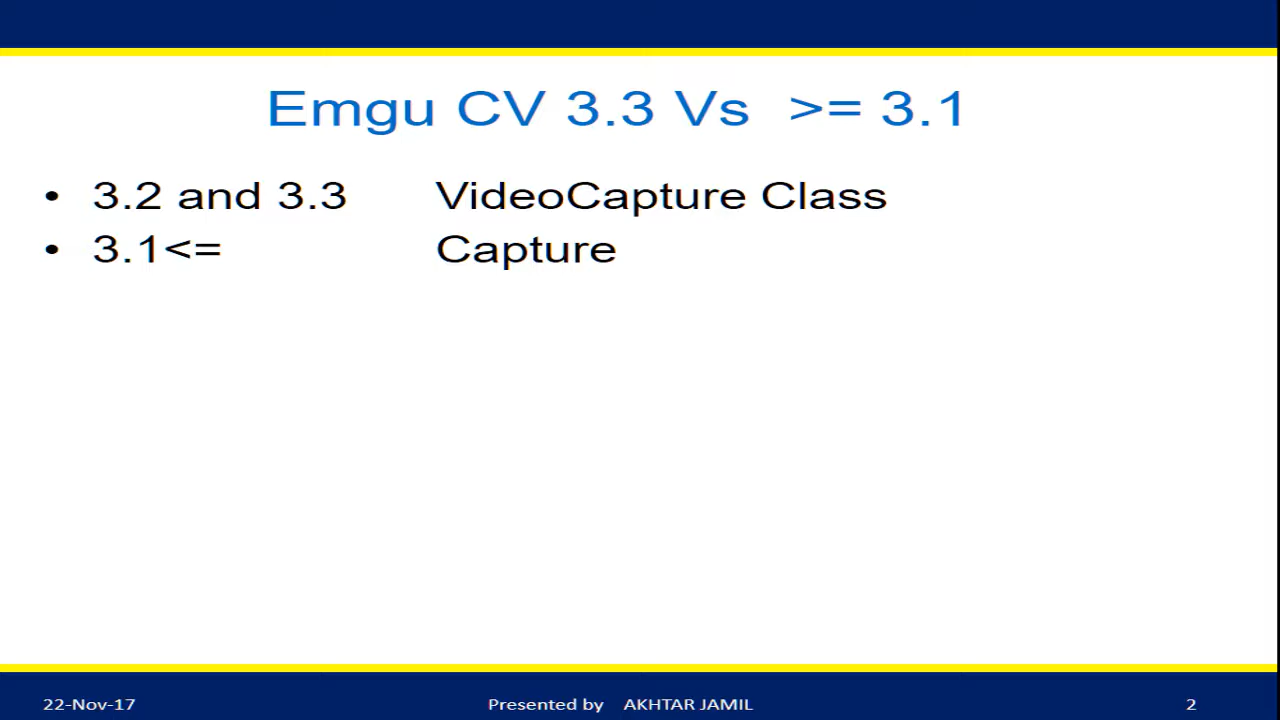 Emgu CV 3.3 Vs >= 3.1
• 3.2 and 3.3 VideoCapture Class
• 3.1<= Capture
22-Nov-17 Presented by AKHTAR JAMIL 2